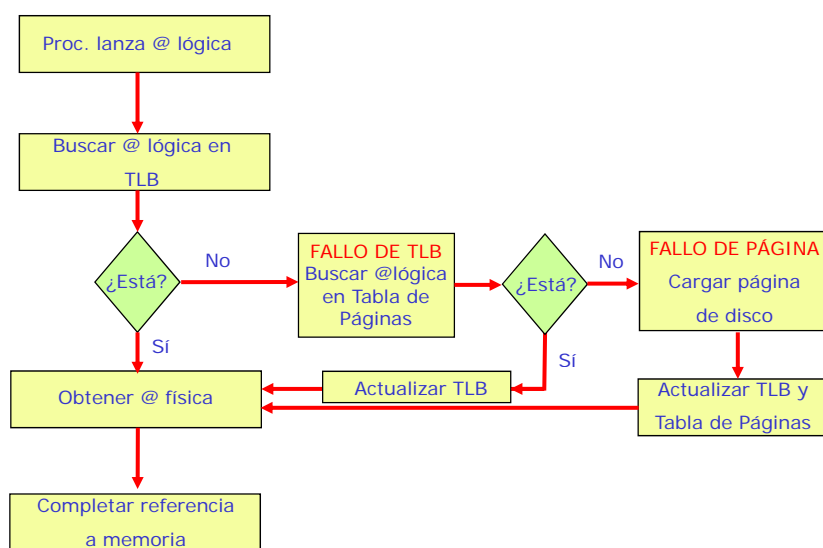 Proc. lanza @ lógica
Buscar @ lógica en
TLB
¿Está?
No
FALLO DE TLB
Buscar @lógica
en Tabla de
Páginas
¿Está?
No
FALLO DE PÁGINA
Cargar página
de disco
Sí
Sí
Obtener @ física
Actualizar TLB
Actualizar TLB y
Tabla de Páginas
Completar referencia
a memoria